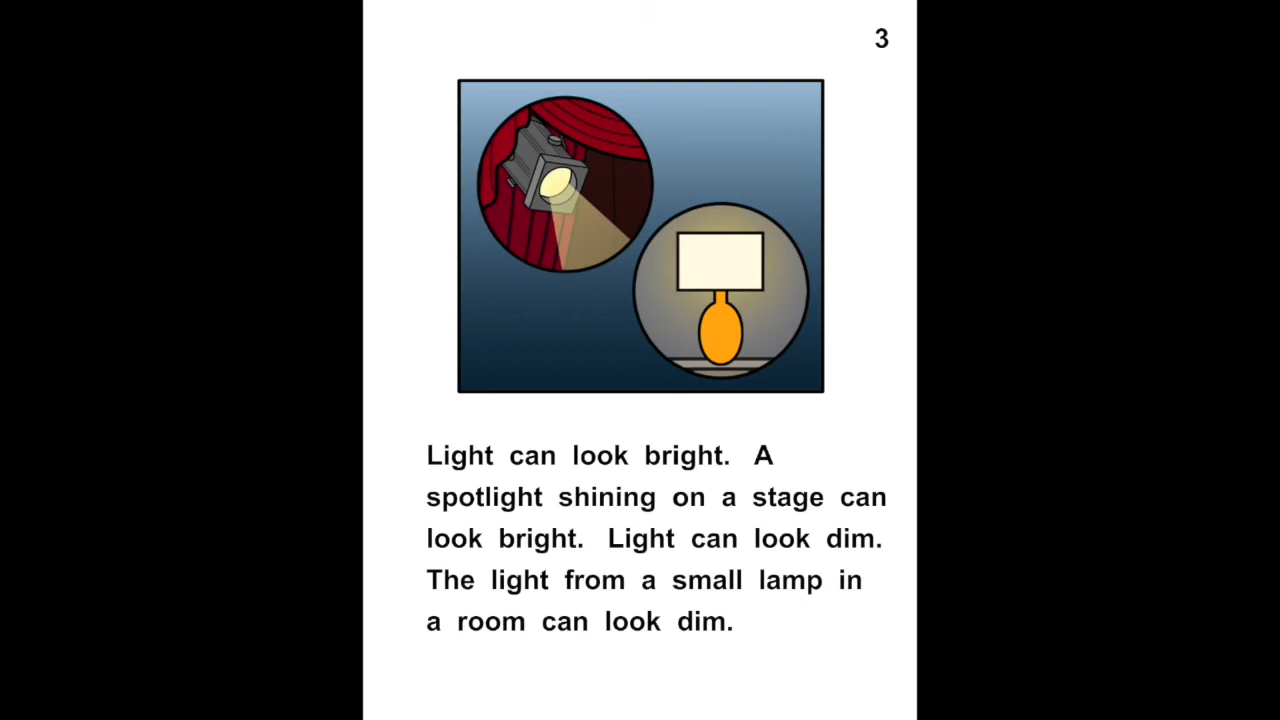 3
Light can look bright. A
spotlight shining on a stage can
look bright. Light can look dim.
The light from a small lamp in
a room can look dim.